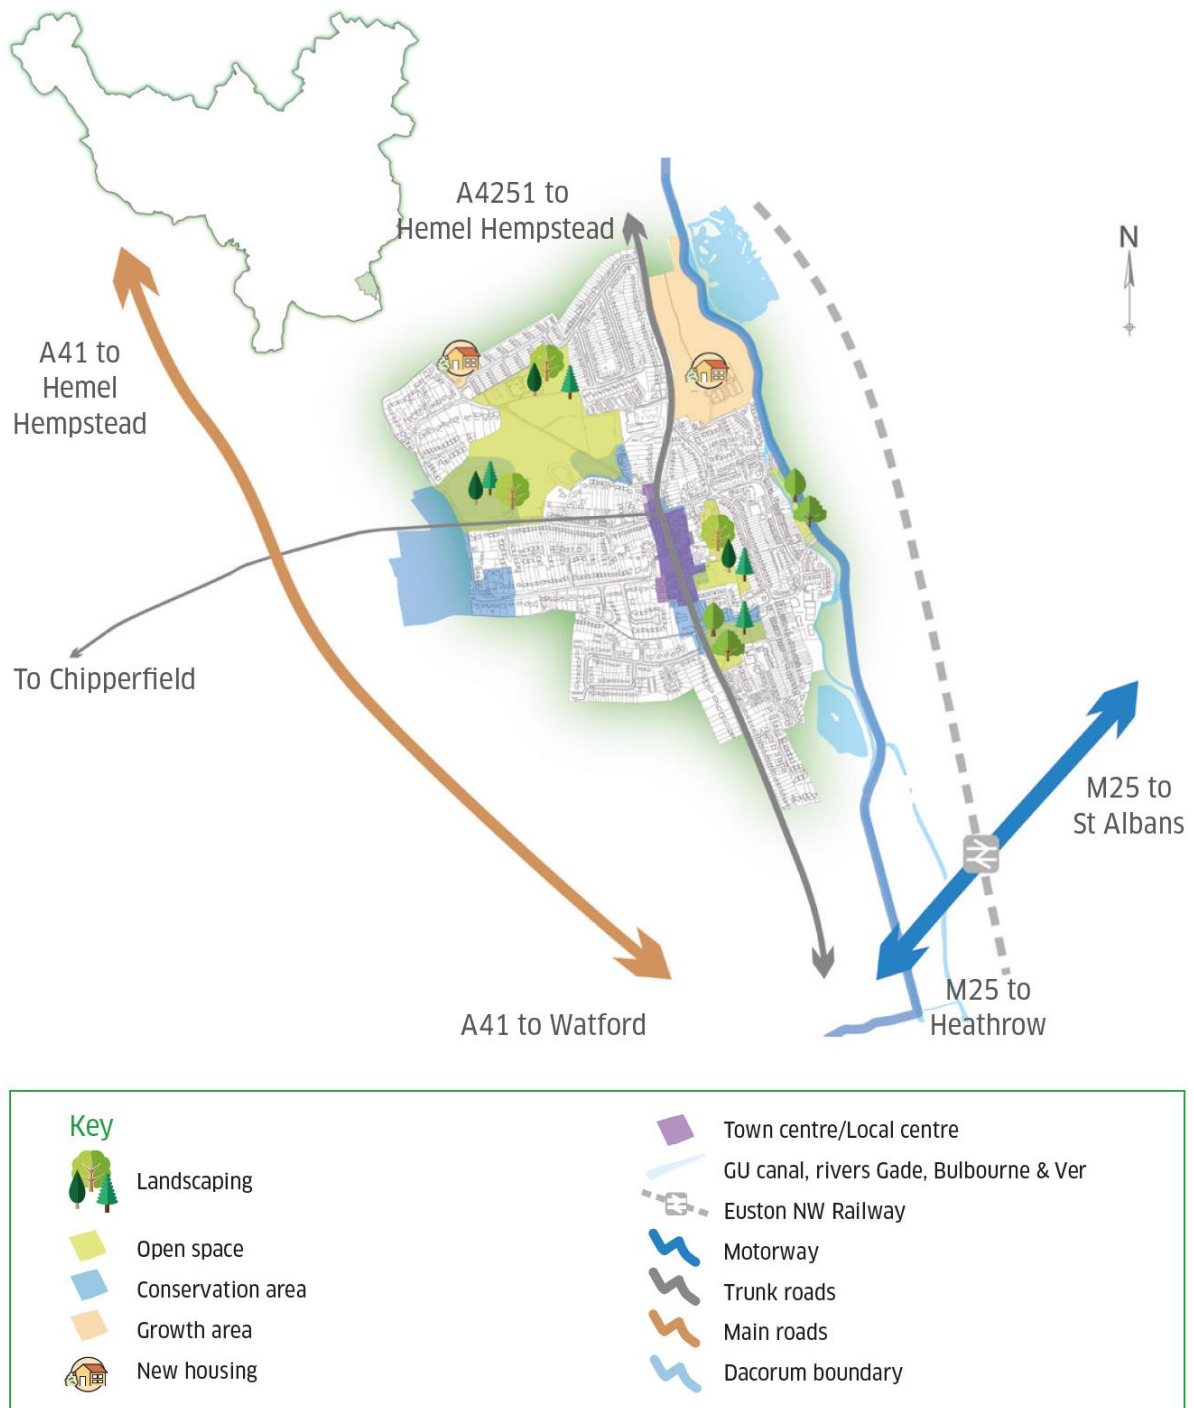 A4251 to
Hemel Hempstead
N
A41 to
Hemel
Hempstead
To Chipperfield
M25 to
St Albans
M25 to
Heathrow
A41 to Watford
Key
Landscaping
Open space
Conservation area
Growth area
New housing
Town centre/Local centre
GU canal, rivers Gade, Bulbourne & Ver
Euston NW Railway
Motorway
Trunk roads
Main roads
Dacorum boundary